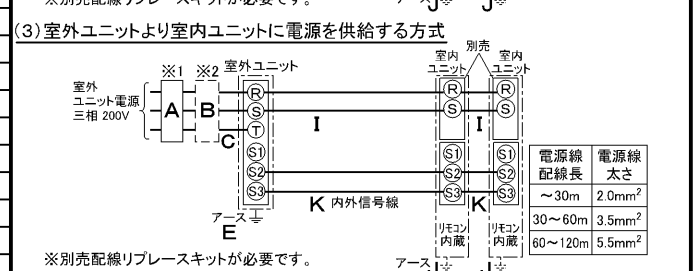 ※別売配線リプレースキットが必要です。
アース J J
(3)室外ユニットより室内ユニットに電源を供給する方式
※1 ※2 室外ユニット
室内ユニット 別売 室内ユニット
室外
ユニット電源
三相 200V
A B C
R R R
S S S
T
I I
S1 S1 S1
S2 S2 S2
S3 S3 S3
K 内外信号線 K
アース
E
リモコン
内蔵
リモコン
内蔵
電源線配線長 電源線太さ
～30m 2.0mm²
30～60m 3.5mm²
60～120m 5.5mm²
※別売配線リプレースキットが必要です。
アース J J